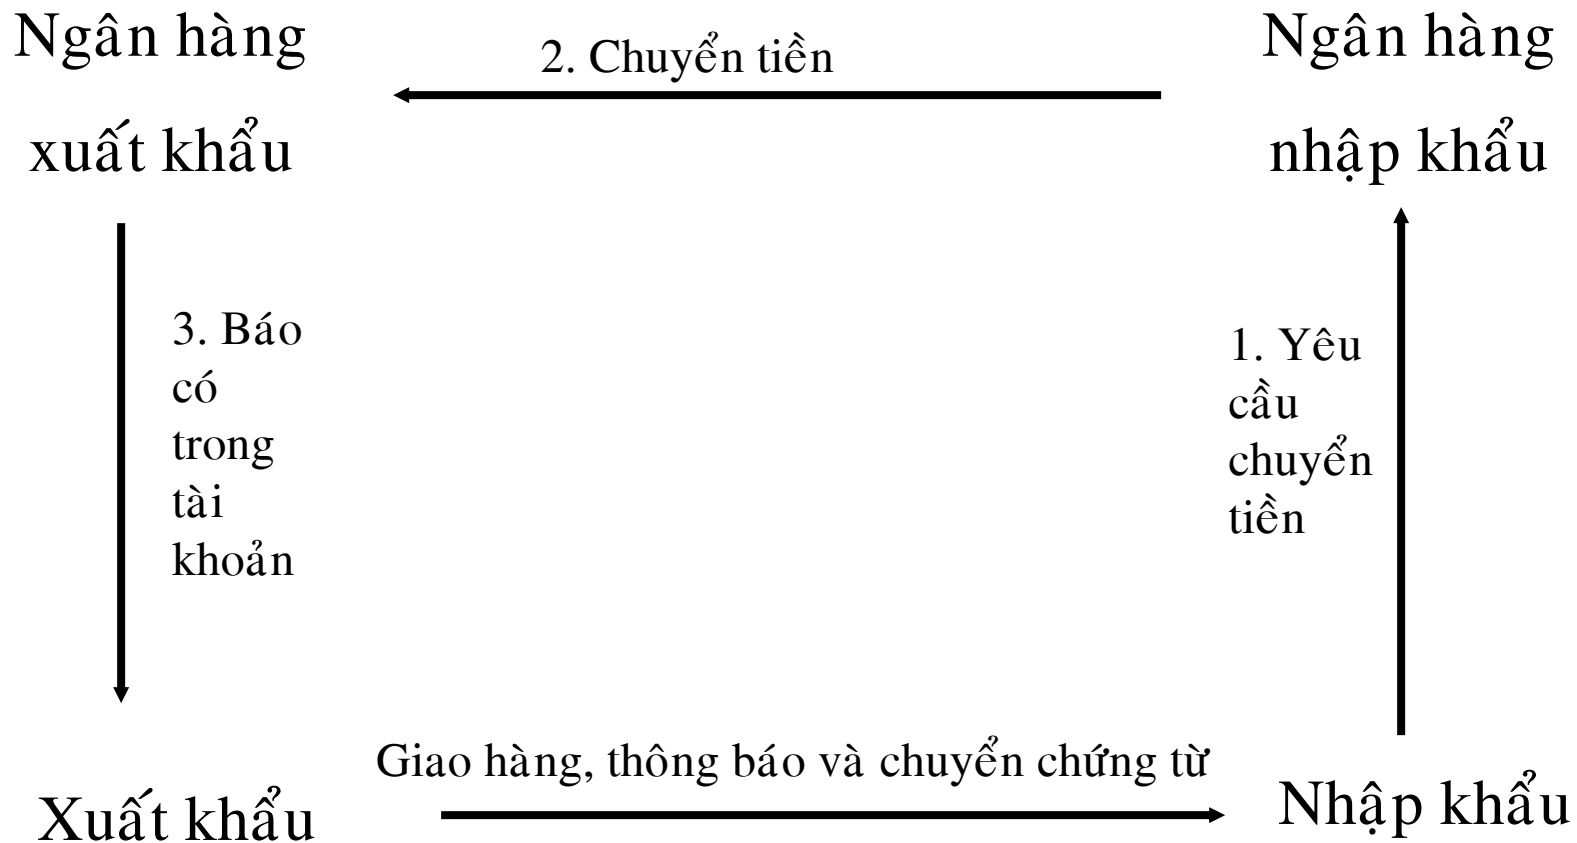 Ngân hàng
xuất khẩu
2. Chuyển tiền
Ngân hàng
nhập khẩu
3. Báo
có
trong
tài
khoản
1. Yêu
cầu
chuyển
tiền
Xuất khẩu
Giao hàng, thông báo và chuyển chứng từ
Nhập khẩu